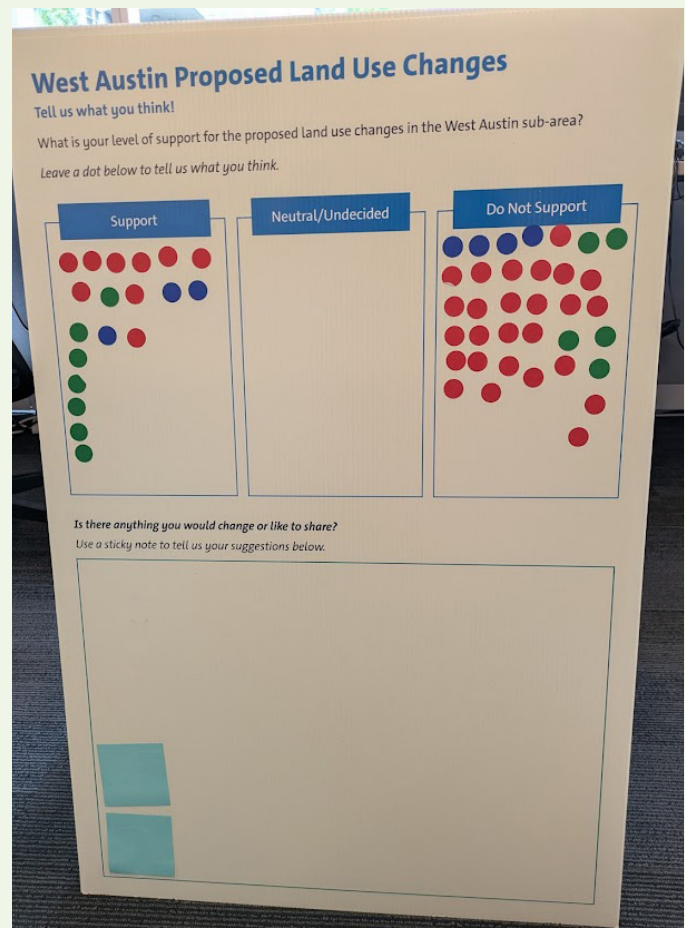 West Austin Proposed Land Use Changes
Tell us what you think!
What is your level of support for the proposed land use changes in the West Austin sub-area?
Leave a dot below to tell us what you think.
Support
Neutral/Undecided
Do Not Support
Is there anything you would change or like to share?
Use a sticky note to tell us your suggestions below.